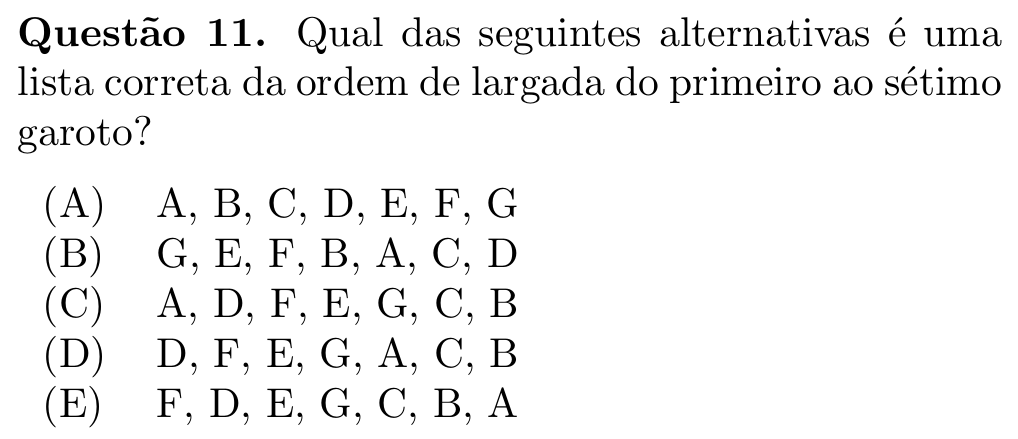 Questão 11. Qual das seguintes alternativas é uma
lista correta da ordem de largada do primeiro ao sétimo
garoto?
(A) A, B, C, D, E, F, G
(B) G, E, F, B, A, C, D
(C) A, D, F, E, G, C, B
(D) D, F, E, G, A, C, B
(E) F, D, E, G, C, B, A